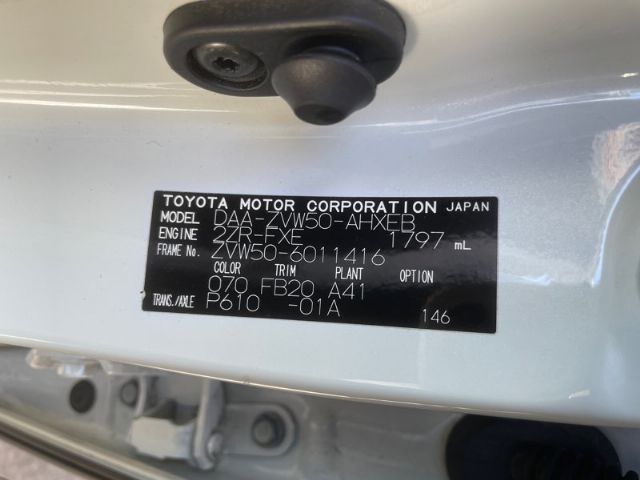 TOYOTA MOTOR CORPORATION JAPAN
MODEL DAA-ZVW50-AHXEB
ENGINE 2ZR-FXE 1797 mL
FRAME No. ZVW50-6011416
COLOR TRIM PLANT OPTION
070 FB20 A41
TRANS./AXLE P610 -01A
146